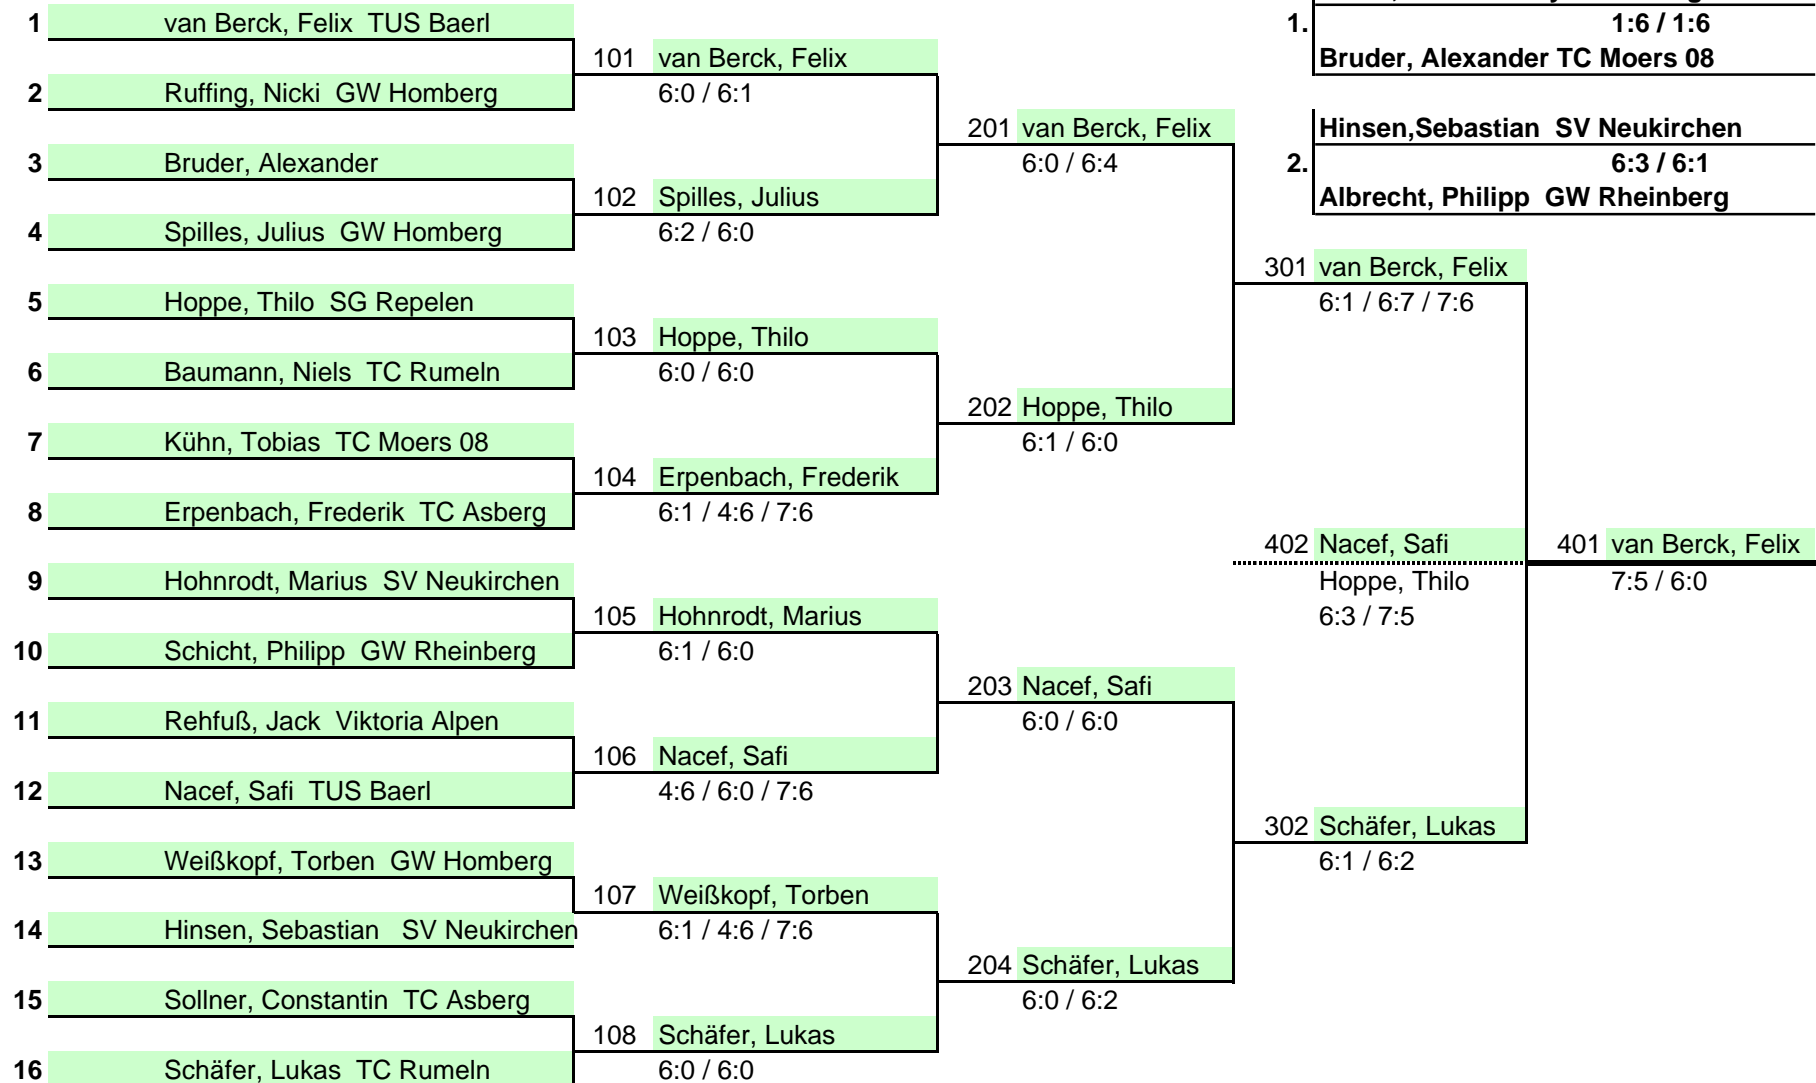 1 van Berck, Felix TUS Baerl
2 Ruffing, Nicki GW Homberg
3 Bruder, Alexander
4 Spilles, Julius GW Homberg
5 Hoppe, Thilo SG Repelen
6 Baumann, Niels TC Rumeln
7 Kühn, Tobias TC Moers 08
8 Erpenbach, Frederik TC Asberg
9 Hohnrodt, Marius SV Neukirchen
10 Schicht, Philipp GW Rheinberg
11 Rehfuß, Jack Viktoria Alpen
12 Nacef, Safi TUS Baerl
13 Weißkopf, Torben GW Homberg
14 Hinsen, Sebastian SV Neukirchen
15 Sollner, Constantin TC Asberg
16 Schäfer, Lukas TC Rumeln
101 van Berck, Felix
6:0 / 6:1
102 Spilles, Julius
6:2 / 6:0
103 Hoppe, Thilo
6:0 / 6:0
104 Erpenbach, Frederik
6:1 / 4:6 / 7:6
105 Hohnrodt, Marius
6:1 / 6:0
106 Nacef, Safi
4:6 / 6:0 / 7:6
107 Weißkopf, Torben
6:1 / 4:6 / 7:6
108 Schäfer, Lukas
6:0 / 6:0
201 van Berck, Felix
6:0 / 6:4
202 Hoppe, Thilo
6:1 / 6:0
203 Nacef, Safi
6:0 / 6:0
204 Schäfer, Lukas
6:0 / 6:2
1. 1:6 / 1:6
Bruder, Alexander TC Moers 08
Hinsen,Sebastian SV Neukirchen
2. 6:3 / 6:1
Albrecht, Philipp GW Rheinberg
301 van Berck, Felix
6:1 / 6:7 / 7:6
402 Nacef, Safi
Hoppe, Thilo
6:3 / 7:5
302 Schäfer, Lukas
6:1 / 6:2
401 van Berck, Felix
7:5 / 6:0